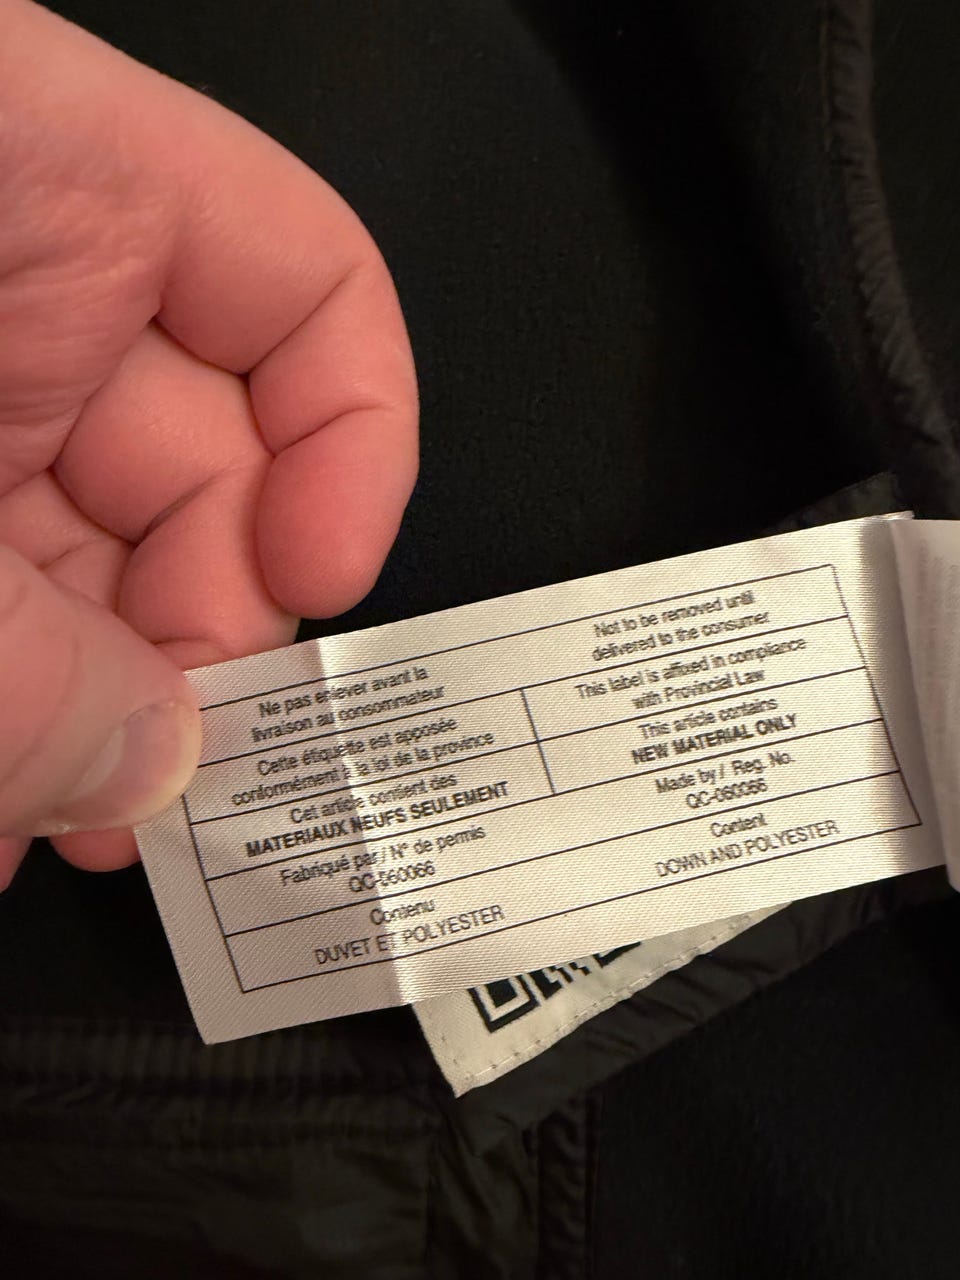 Ne pas enlever avant la
livraison au consommateur
Not to be removed until
delivered to the consumer
Cette étiquette est apposée
conformément à la loi de la province
This label is affixed in compliance
with Provincial Law
Cet article contient des
MATERIAUX NEUFS SEULEMENT
This article contains
NEW MATERIAL ONLY
Fabriqué par / N° de permis
QC-060066
Made by / Reg. No.
QC-060066
Contenu
DUVET ET POLYESTER
Content
DOWN AND POLYESTER